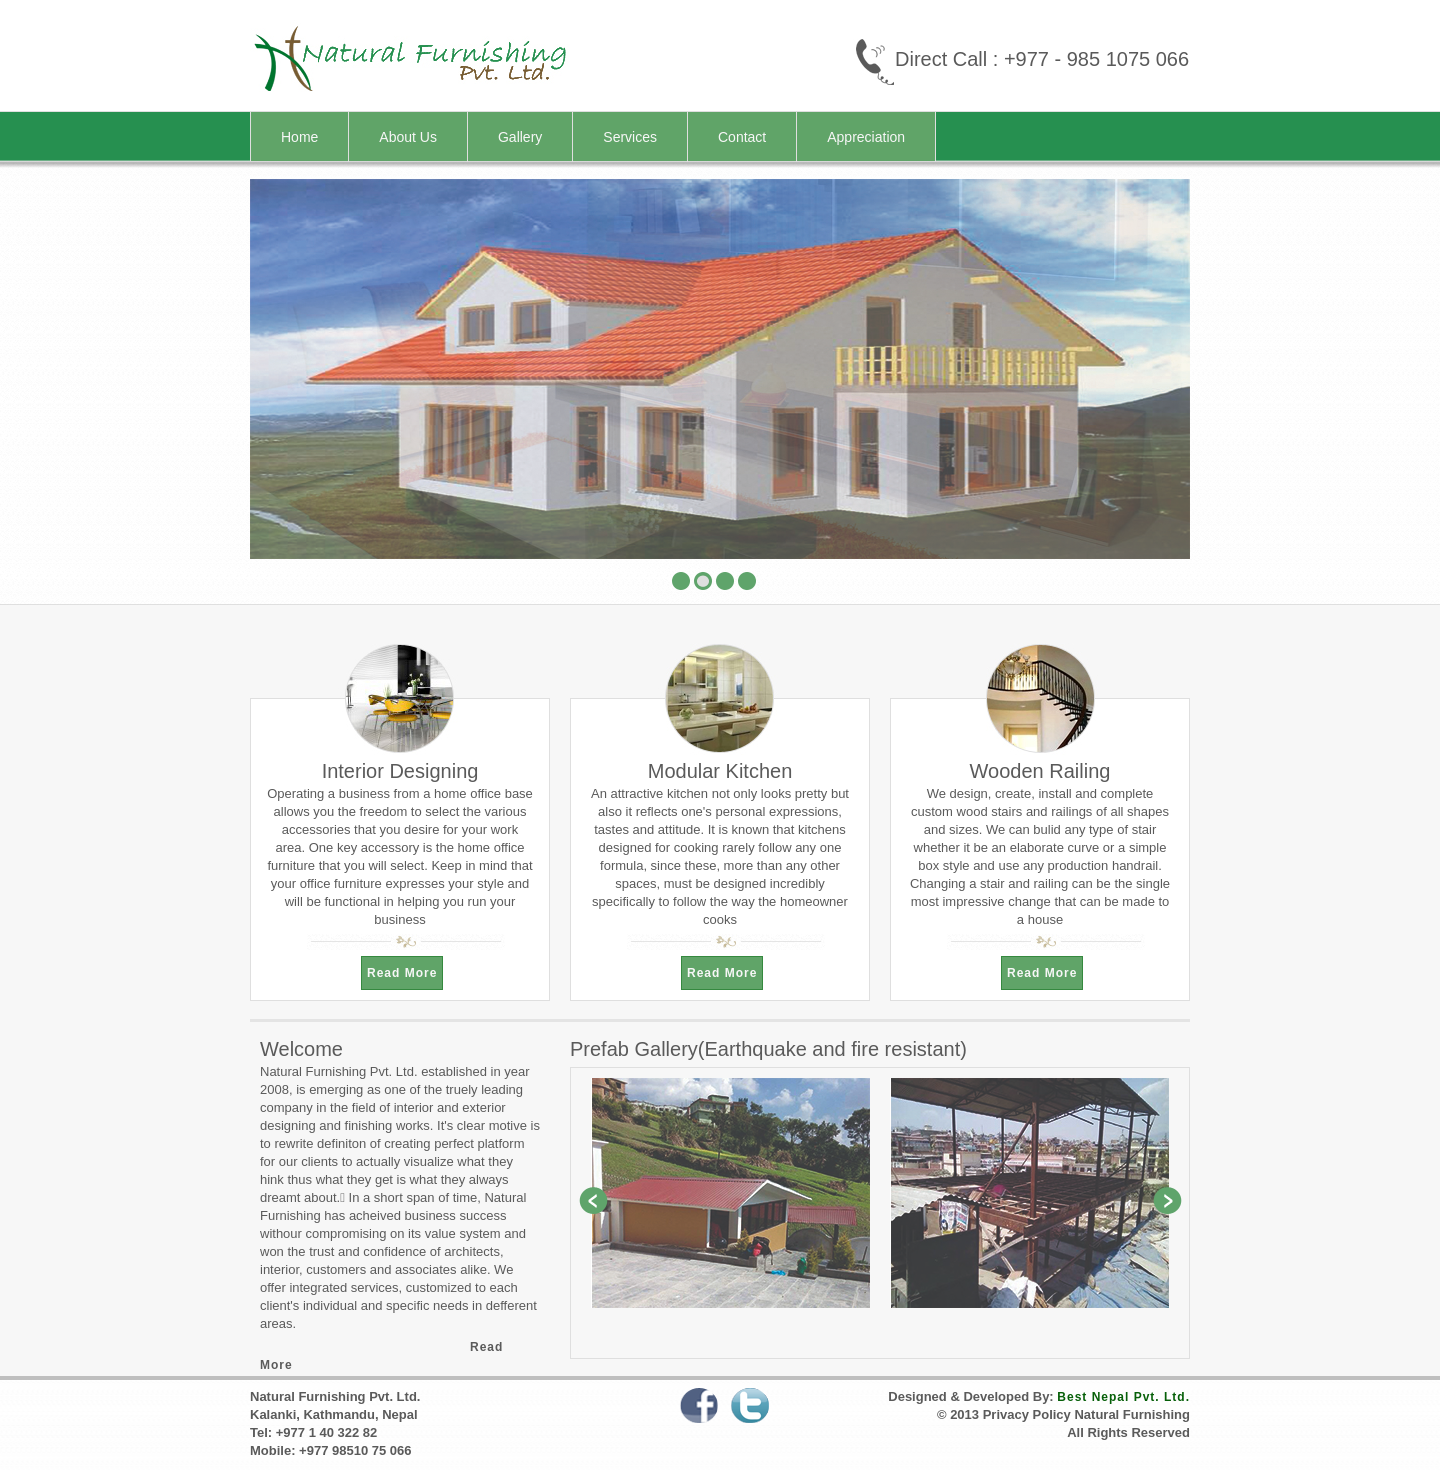 Natural Furnishing
Pvt. Ltd.
Direct Call : +977 - 985 1075 066
Home
About Us
Gallery
Services
Contact
Appreciation
Interior Designing
Operating a business from a home office base
allows you the freedom to select the various
accessories that you desire for your work
area. One key accessory is the home office
furniture that you will select. Keep in mind that
your office furniture expresses your style and
will be functional in helping you run your
business
Read More
Modular Kitchen
An attractive kitchen not only looks pretty but
also it reflects one's personal expressions,
tastes and attitude. It is known that kitchens
designed for cooking rarely follow any one
formula, since these, more than any other
spaces, must be designed incredibly
specifically to follow the way the homeowner
cooks
Read More
Wooden Railing
We design, create, install and complete
custom wood stairs and railings of all shapes
and sizes. We can bulid any type of stair
whether it be an elaborate curve or a simple
box style and use any production handrail.
Changing a stair and railing can be the single
most impressive change that can be made to
a house
Read More
Welcome
Natural Furnishing Pvt. Ltd. established in year
2008, is emerging as one of the truely leading
company in the field of interior and exterior
designing and finishing works. It's clear motive is
to rewrite definiton of creating perfect platform
for our clients to actually visualize what they
hink thus what they get is what they always
dreamt about. In a short span of time, Natural
Furnishing has acheived business success
withour compromising on its value system and
won the trust and confidence of architects,
interior, customers and associates alike. We
offer integrated services, customized to each
client's individual and specific needs in defferent
areas.
Read
More
Prefab Gallery(Earthquake and fire resistant)
Natural Furnishing Pvt. Ltd.
Kalanki, Kathmandu, Nepal
Tel: +977 1 40 322 82
Mobile: +977 98510 75 066
Designed & Developed By: Best Nepal Pvt. Ltd.
© 2013 Privacy Policy Natural Furnishing
All Rights Reserved